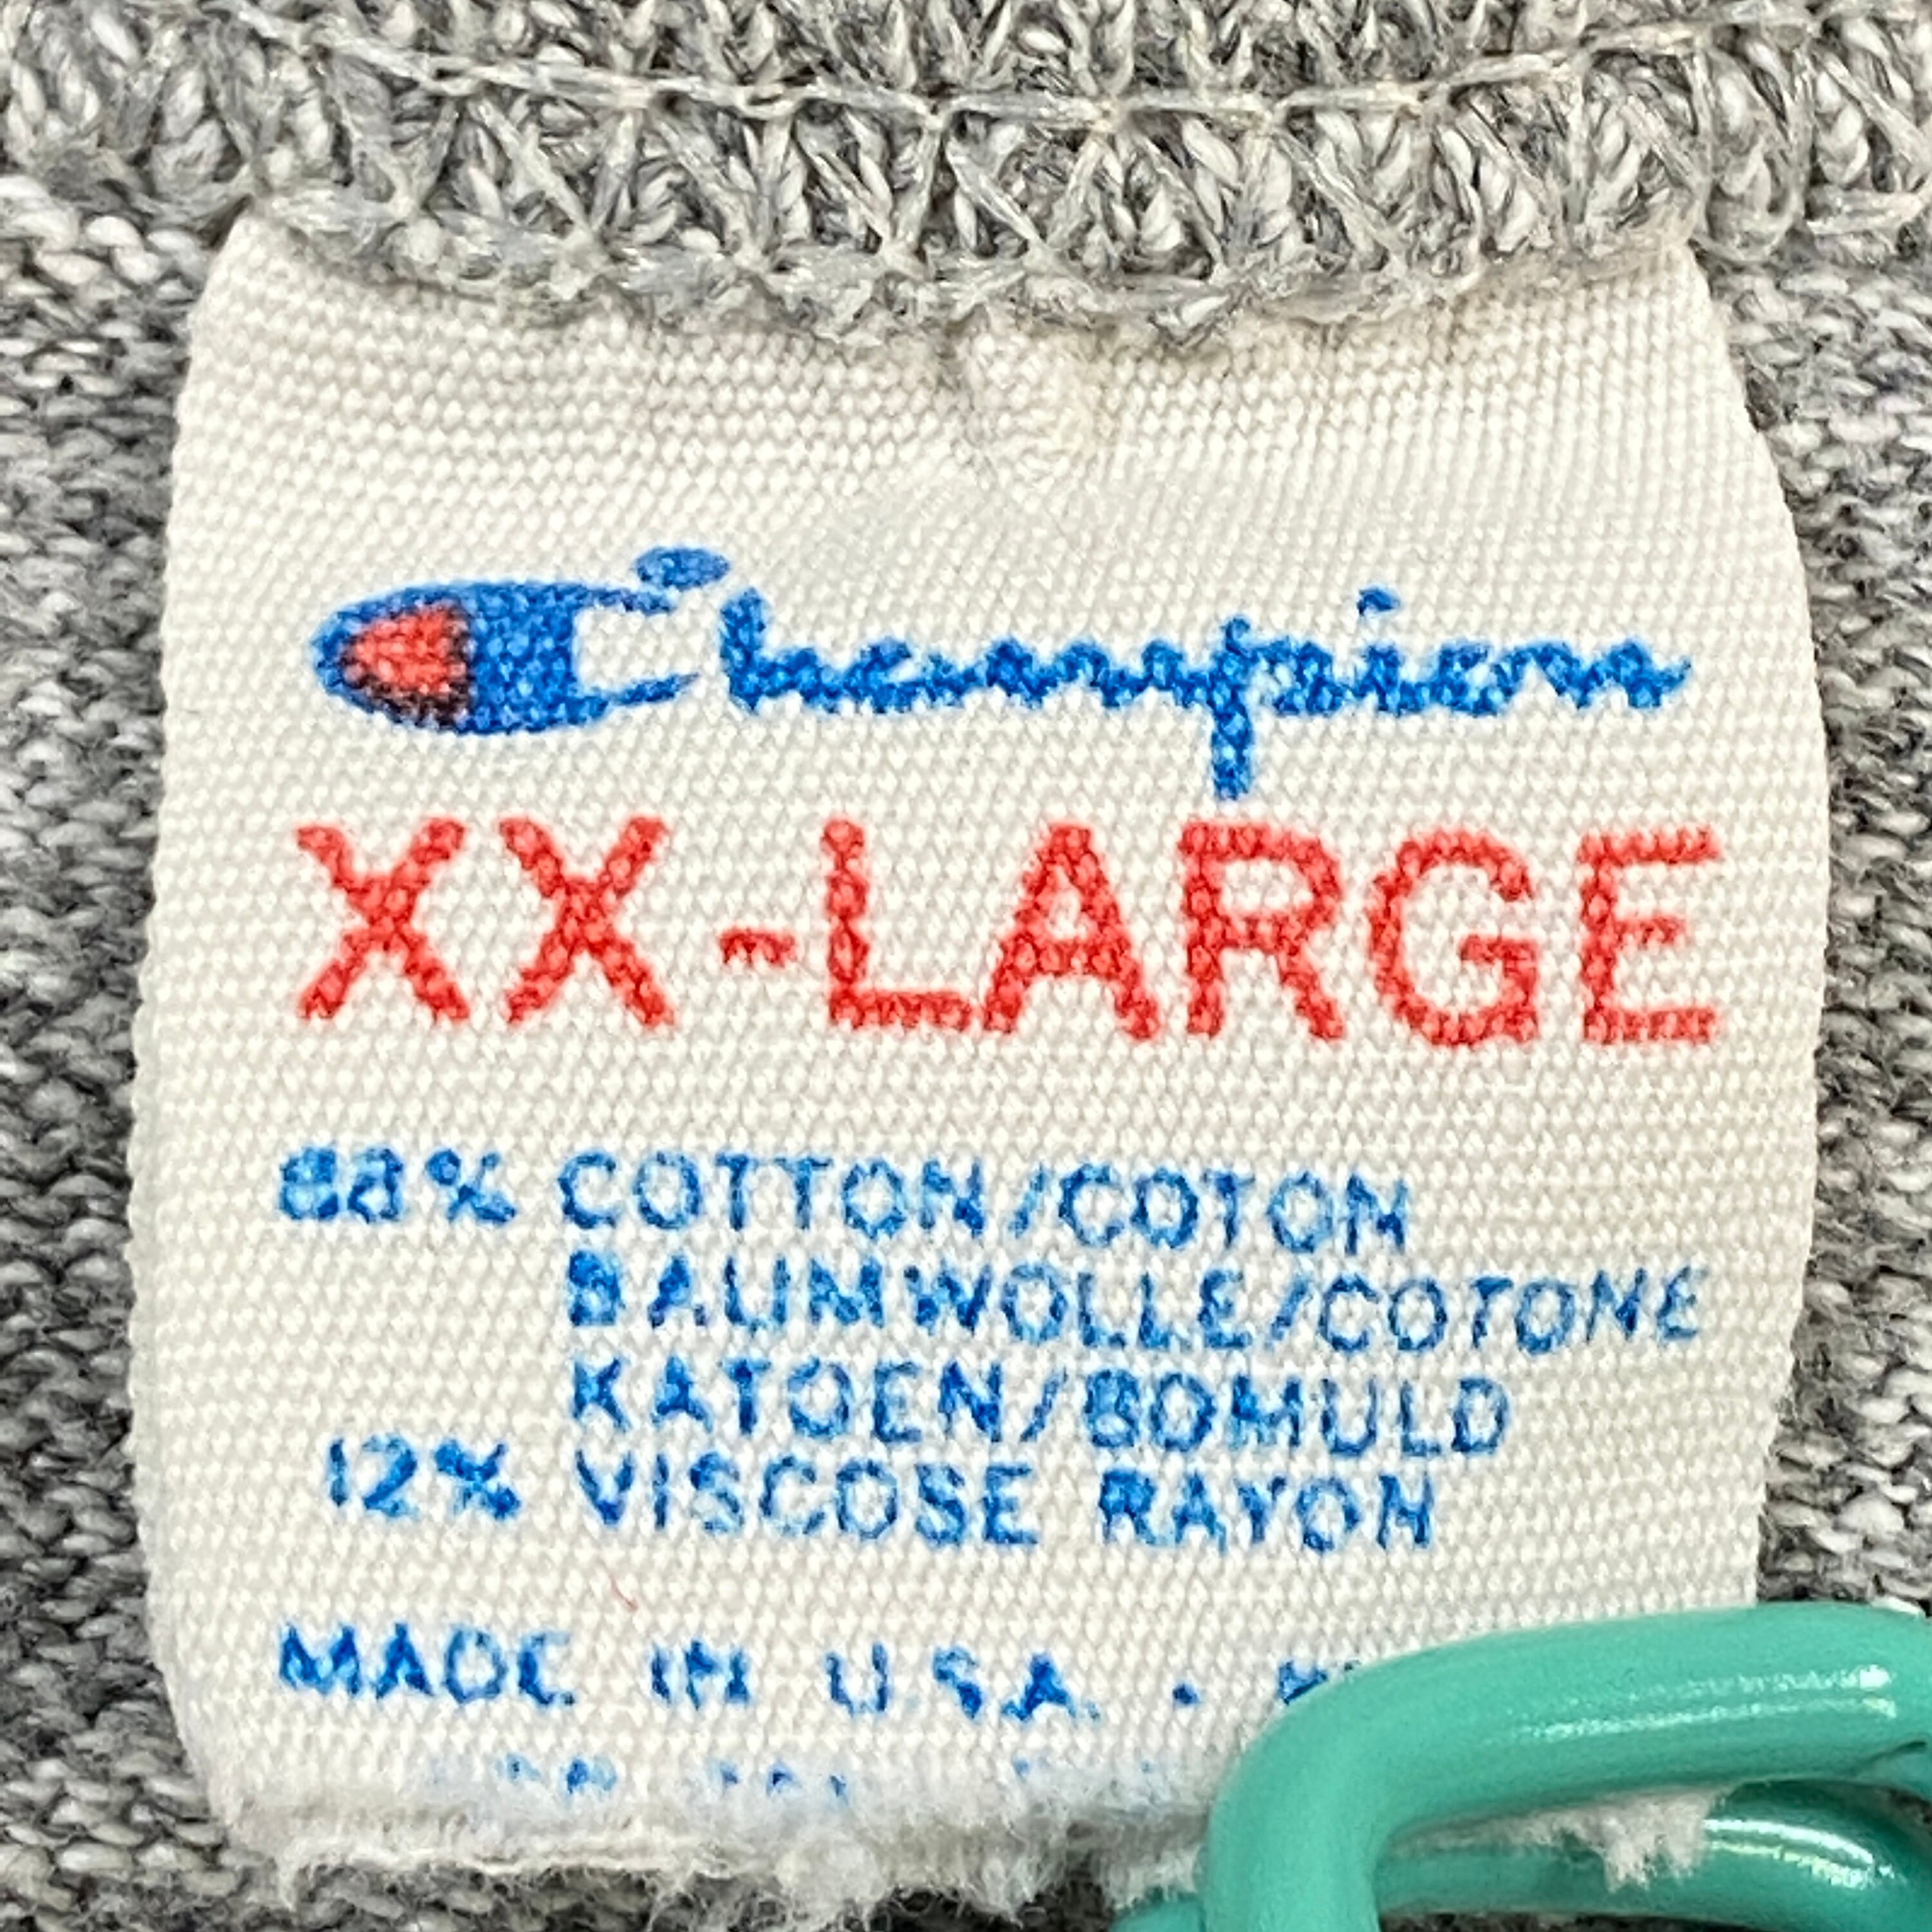 Champion
XX-LARGE
88% COTTON/COTON
BAUMWOLLE/COTONE
KATOEN/BOMULD
12% VISCOSE RAYON
MADE IN U.S.A. •